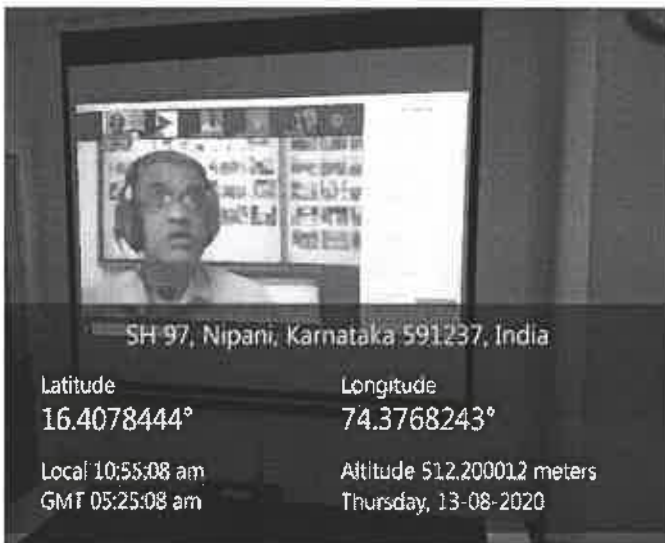 SH 97, Nipani, Karnataka 591237, India
Latitude
16.4078444°
Longitude
74.3768243°
Local 10:55:08 am
GMT 05:25:08 am
Altitude 512.200012 meters
Thursday, 13-08-2020